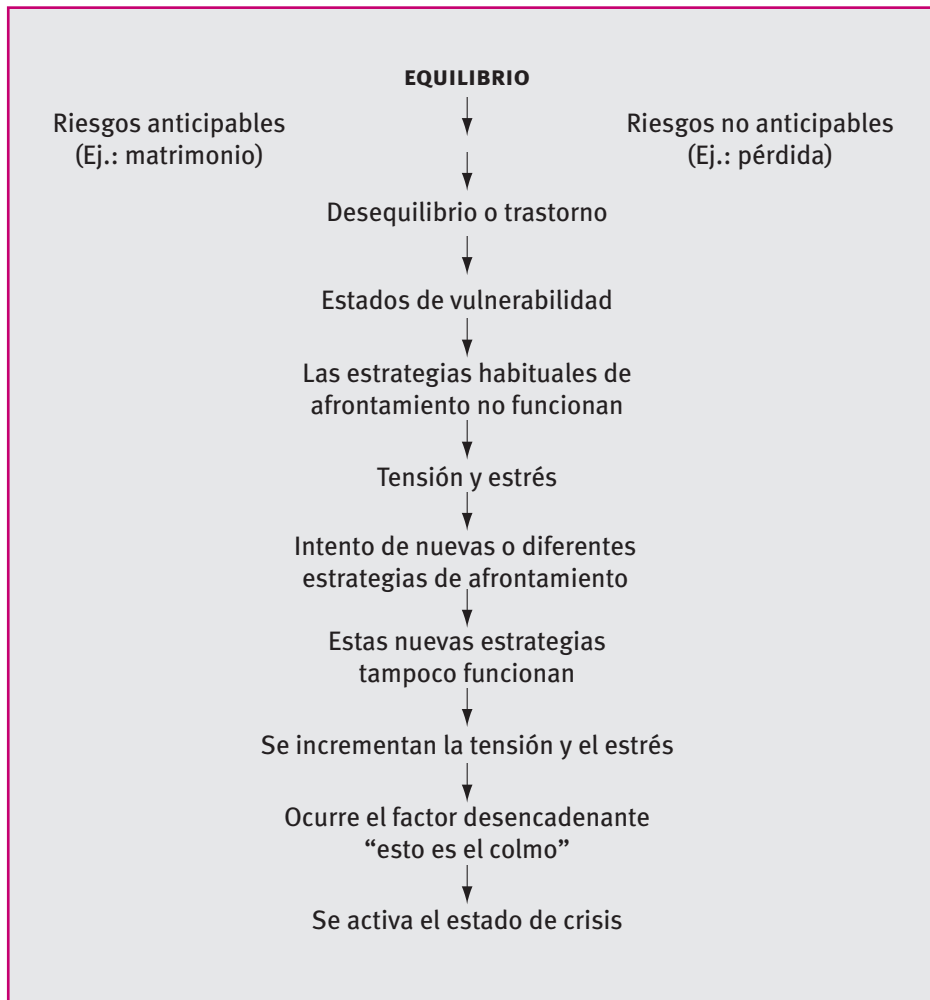 EQUILIBRIO
Riesgos anticipables
(Ej.: matrimonio)
Riesgos no anticipables
(Ej.: pérdida)
Desequilibrio o trastorno
Estados de vulnerabilidad
Las estrategias habituales de
afrontamiento no funcionan
Tensión y estrés
Intento de nuevas o diferentes
estrategias de afrontamiento
Estas nuevas estrategias
tampoco funcionan
Se incrementan la tensión y el estrés
Ocurre el factor desencadenante
“esto es el colmo”
Se activa el estado de crisis